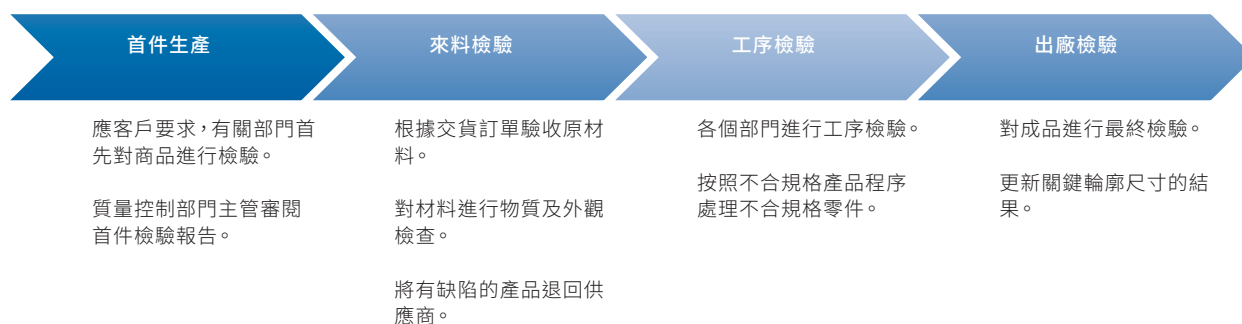 首件生產
來料檢驗
工序檢驗
出廠檢驗
應客戶要求，有關部門首
先對商品進行檢驗。
質量控制部門主管審閱
首件檢驗報告。
根據交貨訂單驗收原材
料。
對材料進行物質及外觀
檢查。
將有缺陷的產品退回供
應商。
各個部門進行工序檢驗。
按照不合規格產品程序
處理不合規格零件。
對成品進行最終檢驗。
更新關鍵輪廓尺寸的結
果。